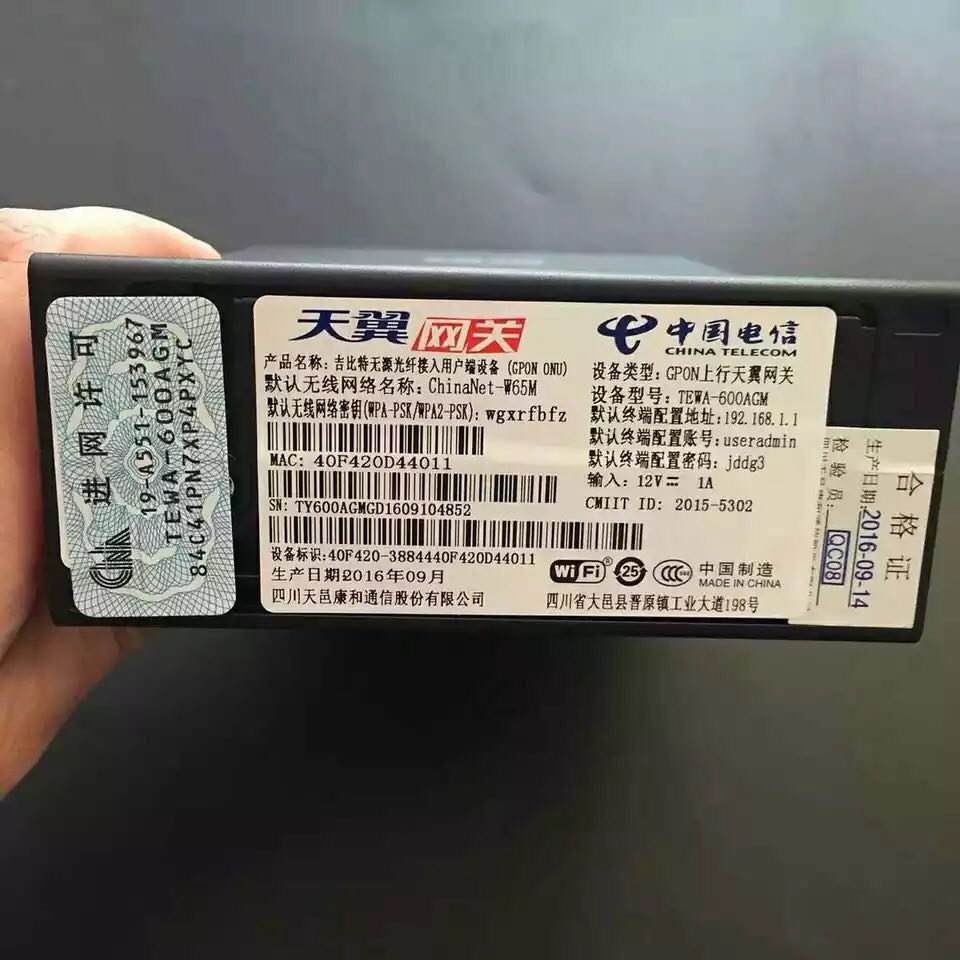 进网许可
19-A551-153967
TEWA-600AGM
84C41PN7XP4PXYC
天翼网关
产品名称：吉比特无源光纤接入用户端设备 (GPON ONU)
默认无线网络名称：ChinaNet-W65M
默认无线网络密钥(WPA-PSK/WPA2-PSK)：wgxrfbfz
MAC: 40F420D44011
SN: TY600AGMGD1609104852
设备标识:40F420-3884440F420D44011
生产日期2016年09月
四川天邑康和通信股份有限公司
中国电信
CHINA TELECOM
设备类型：GPON上行天翼网关
设备型号：TEWA-600AGM
默认终端配置地址:192.168.1.1
默认终端配置账号:useradmin
默认终端配置密码：jddg3
输入：12V 1A
CMIIT ID: 2015-5302
WiFi
25
CCC
中国制造
MADE IN CHINA
四川省大邑县晋原镇工业大道198号
合格证
生产日期:2016-09-14
检验员:QC08